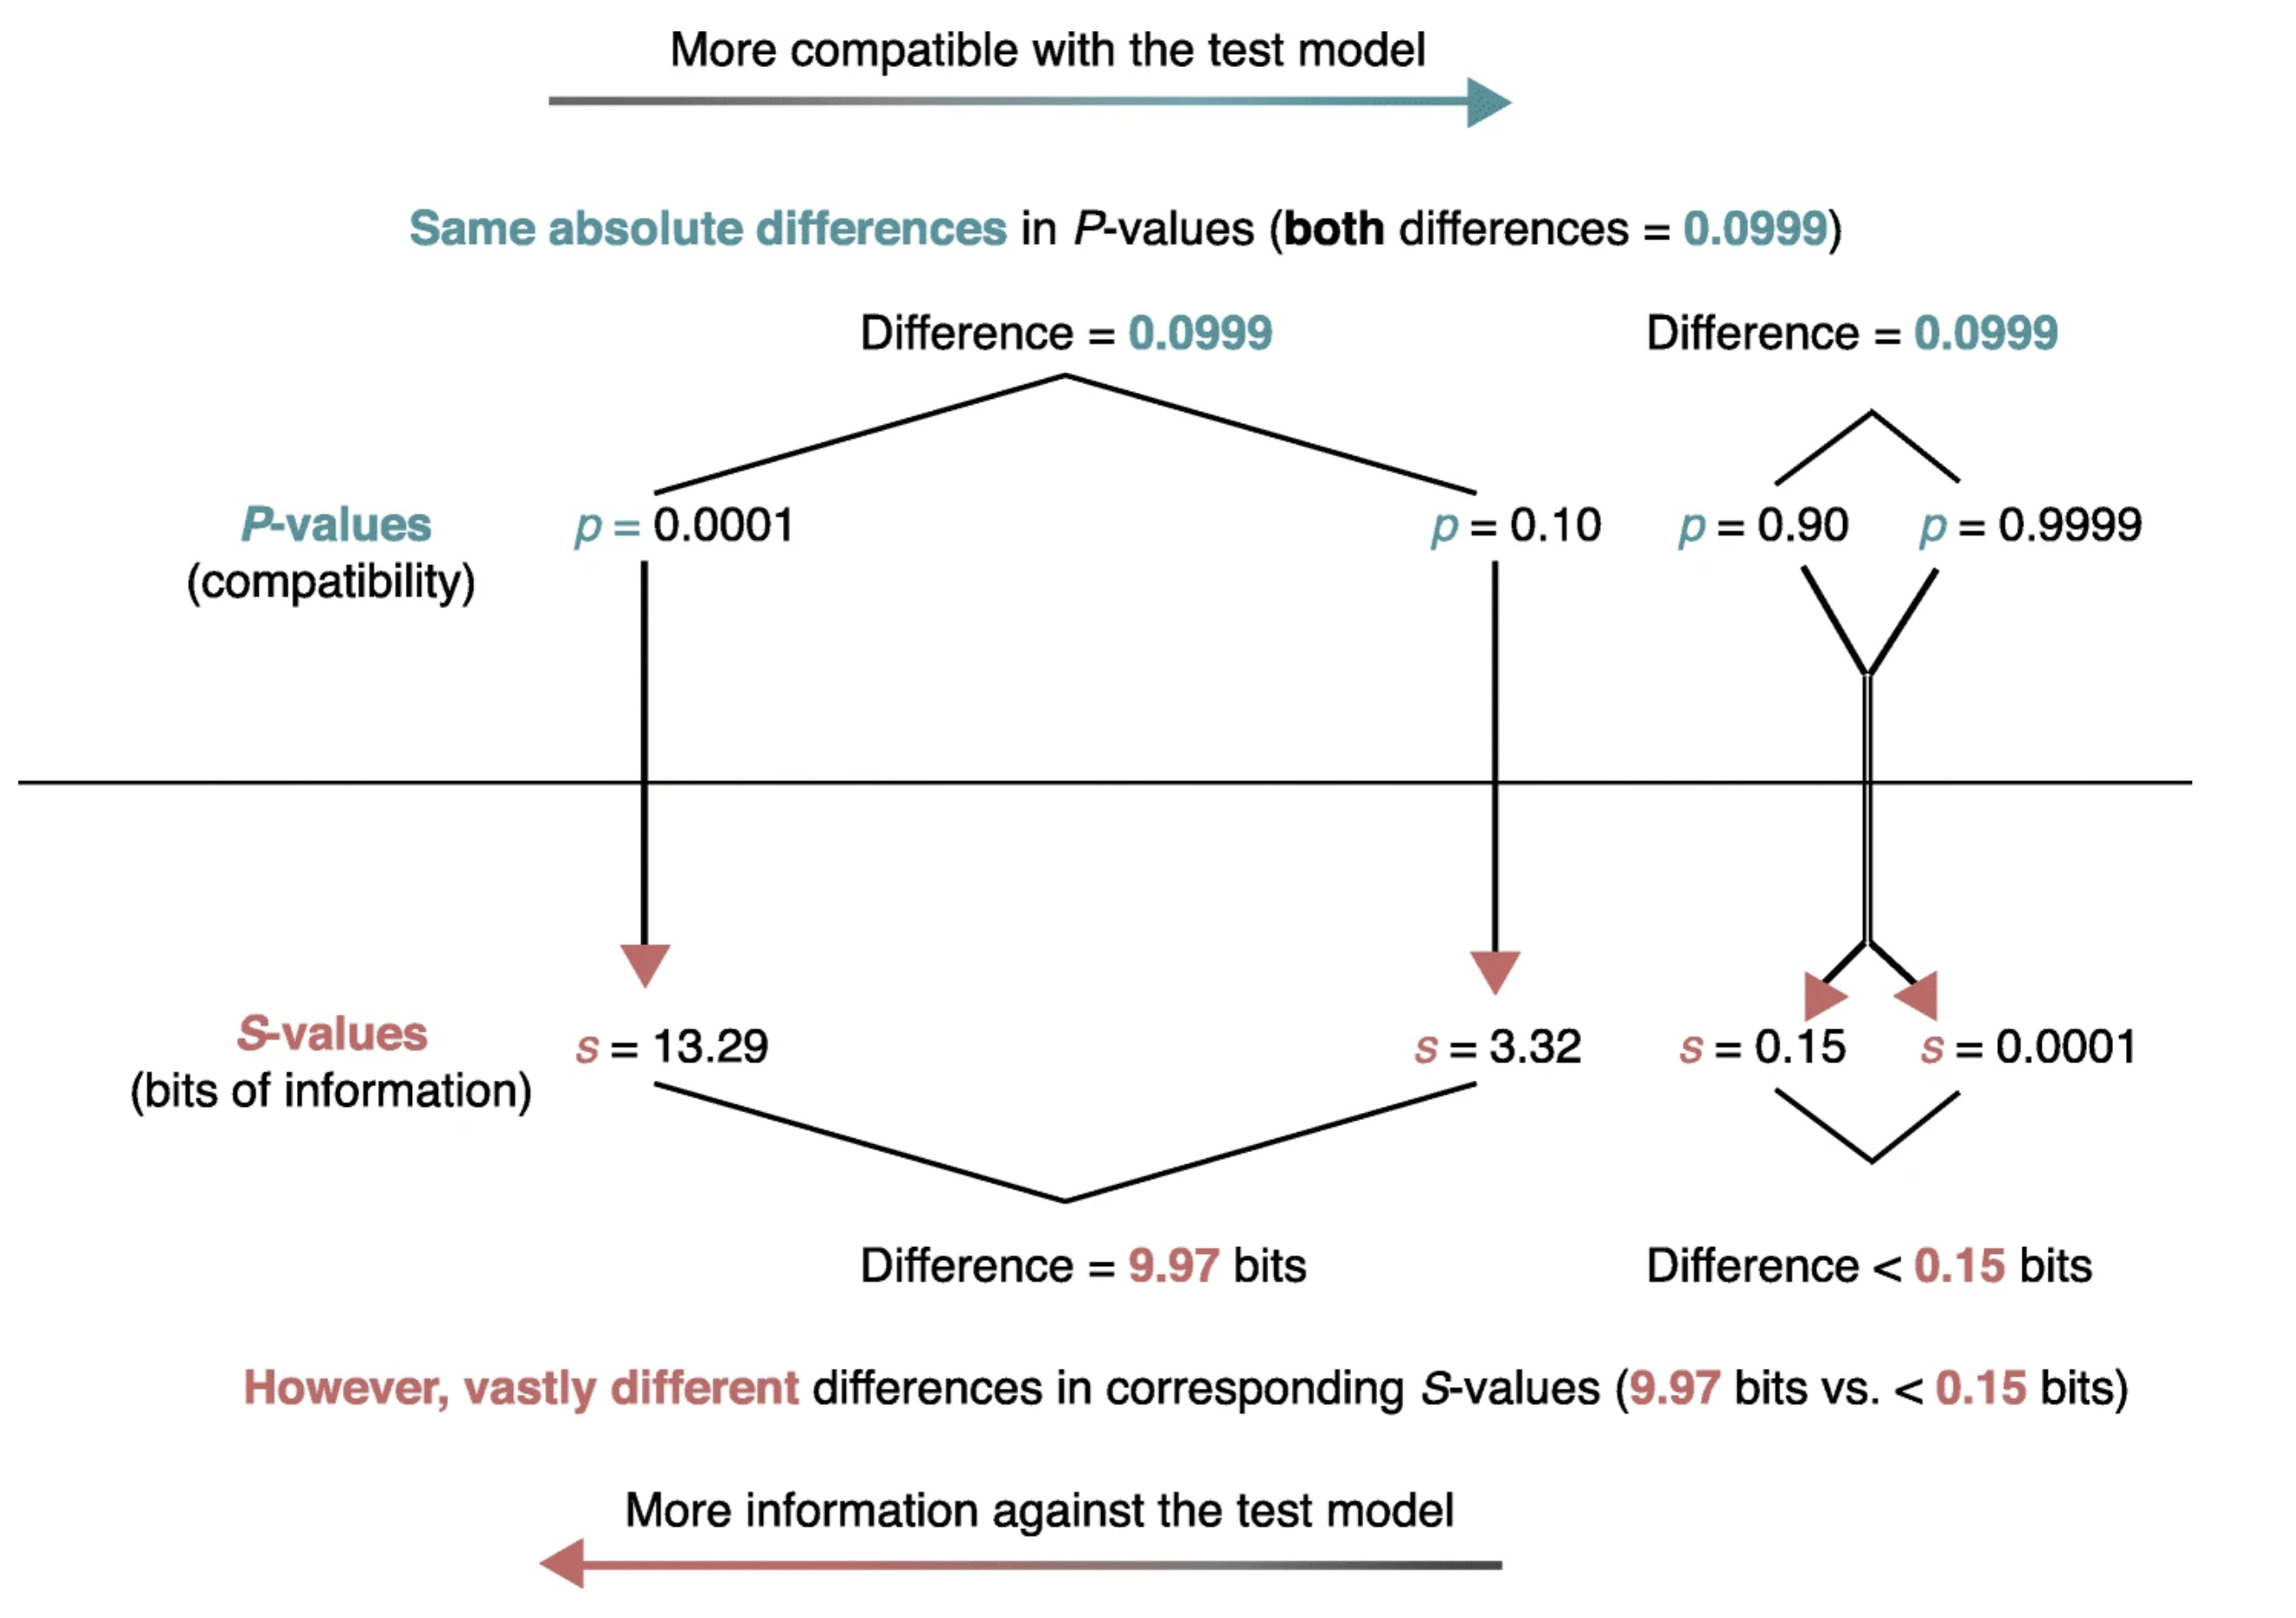 More compatible with the test model
Same absolute differences in P-values (both differences = 0.0999)
Difference = 0.0999
Difference = 0.0999
P-values
(compatibility)
p = 0.0001
p = 0.10
p = 0.90
p = 0.9999
S-values
(bits of information)
s = 13.29
s = 3.32
s = 0.15
s = 0.0001
Difference = 9.97 bits
Difference < 0.15 bits
However, vastly different differences in corresponding S-values (9.97 bits vs. < 0.15 bits)
More information against the test model